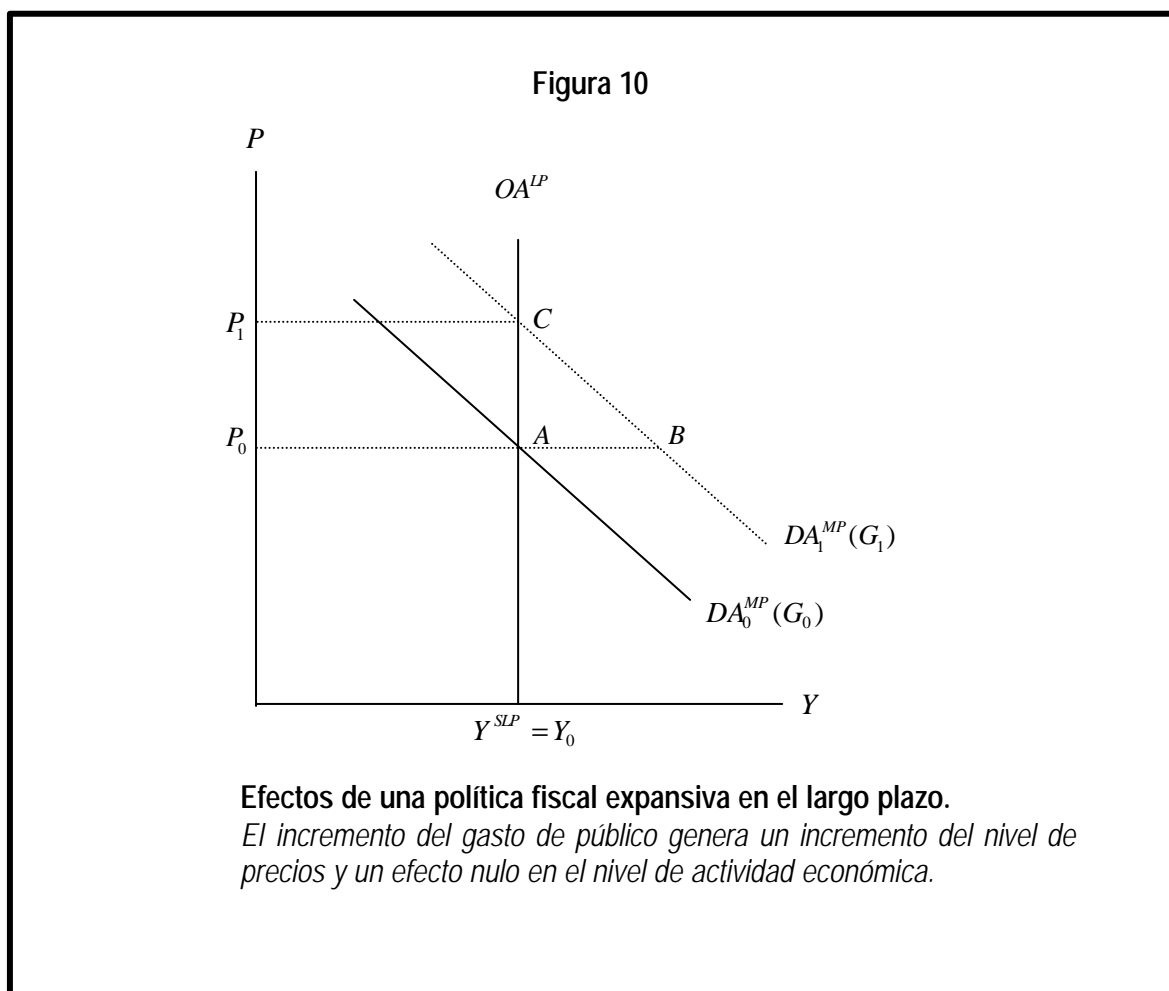 Figura 10
P
OA^{LP}
P_1
C
P_0
A
B
DA_1^{MP}(G_1)
DA_0^{MP}(G_0)
Y
Y^{SLP} = Y_0
Efectos de una política fiscal expansiva en el largo plazo.
El incremento del gasto de público genera un incremento del nivel de
precios y un efecto nulo en el nivel de actividad económica.